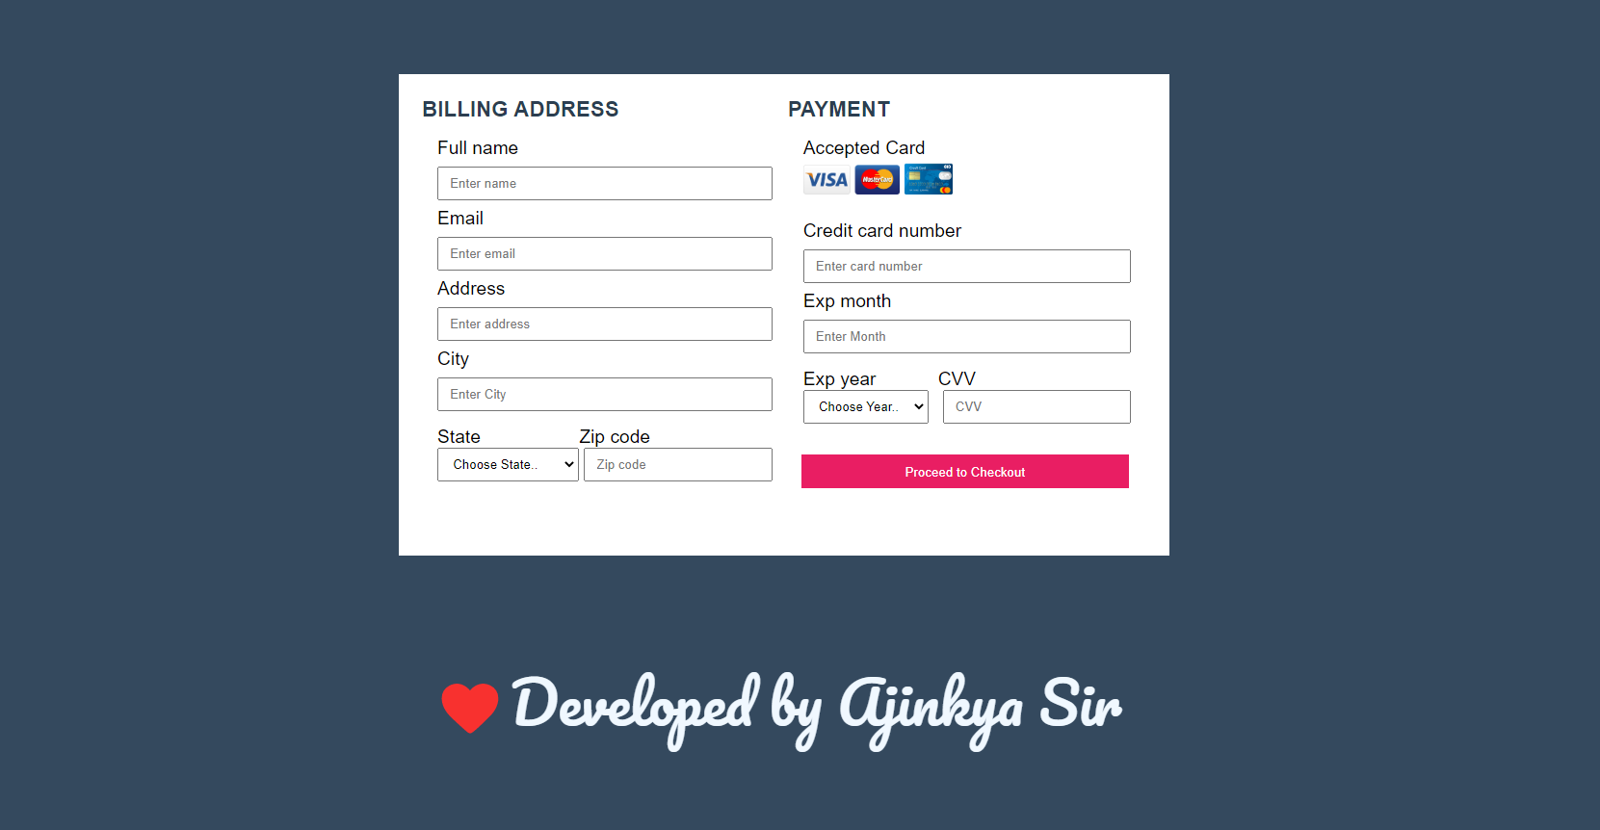 BILLING ADDRESS
Full name
Enter name
Email
Enter email
Address
Enter address
City
Enter City
State Zip code
Choose State.. Zip code
PAYMENT
Accepted Card
VISA MasterCard
Credit card number
Enter card number
Exp month
Enter Month
Exp year CVV
Choose Year.. CVV
Proceed to Checkout
Developed by Ajinkya Sir